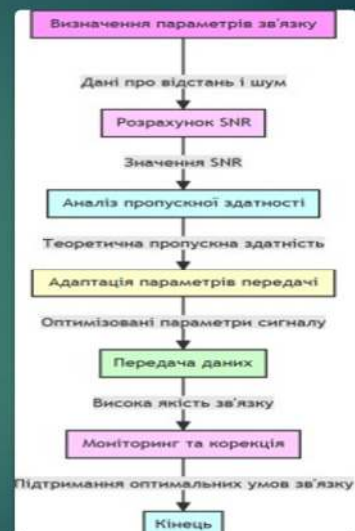 Визначення параметрів зв'язку
Дані про відстань і шум
Розрахунок SNR
Значення SNR
Аналіз пропускної здатності
Теоретична пропускна здатність
Адаптація параметрів передачі
Оптимізовані параметри сигналу
Передача даних
Висока якість зв'язку
Моніторинг та корекція
Підтримання оптимальних умов зв'язку
Кінець